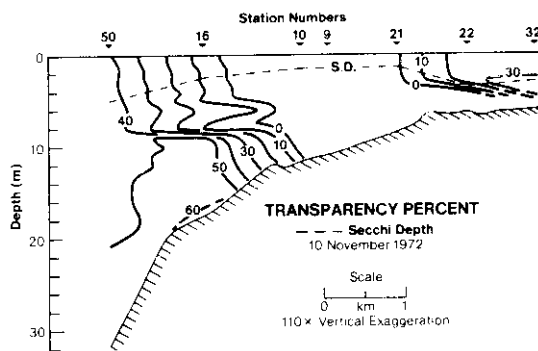 Station Numbers
50 16 10 9 21 22 32
0
10
20
30
Depth (m)
S.D.
40
0
10
30
50
60
10
0
30
TRANSPARENCY PERCENT
Secchi Depth
10 November 1972
Scale
0 km 1
110× Vertical Exaggeration